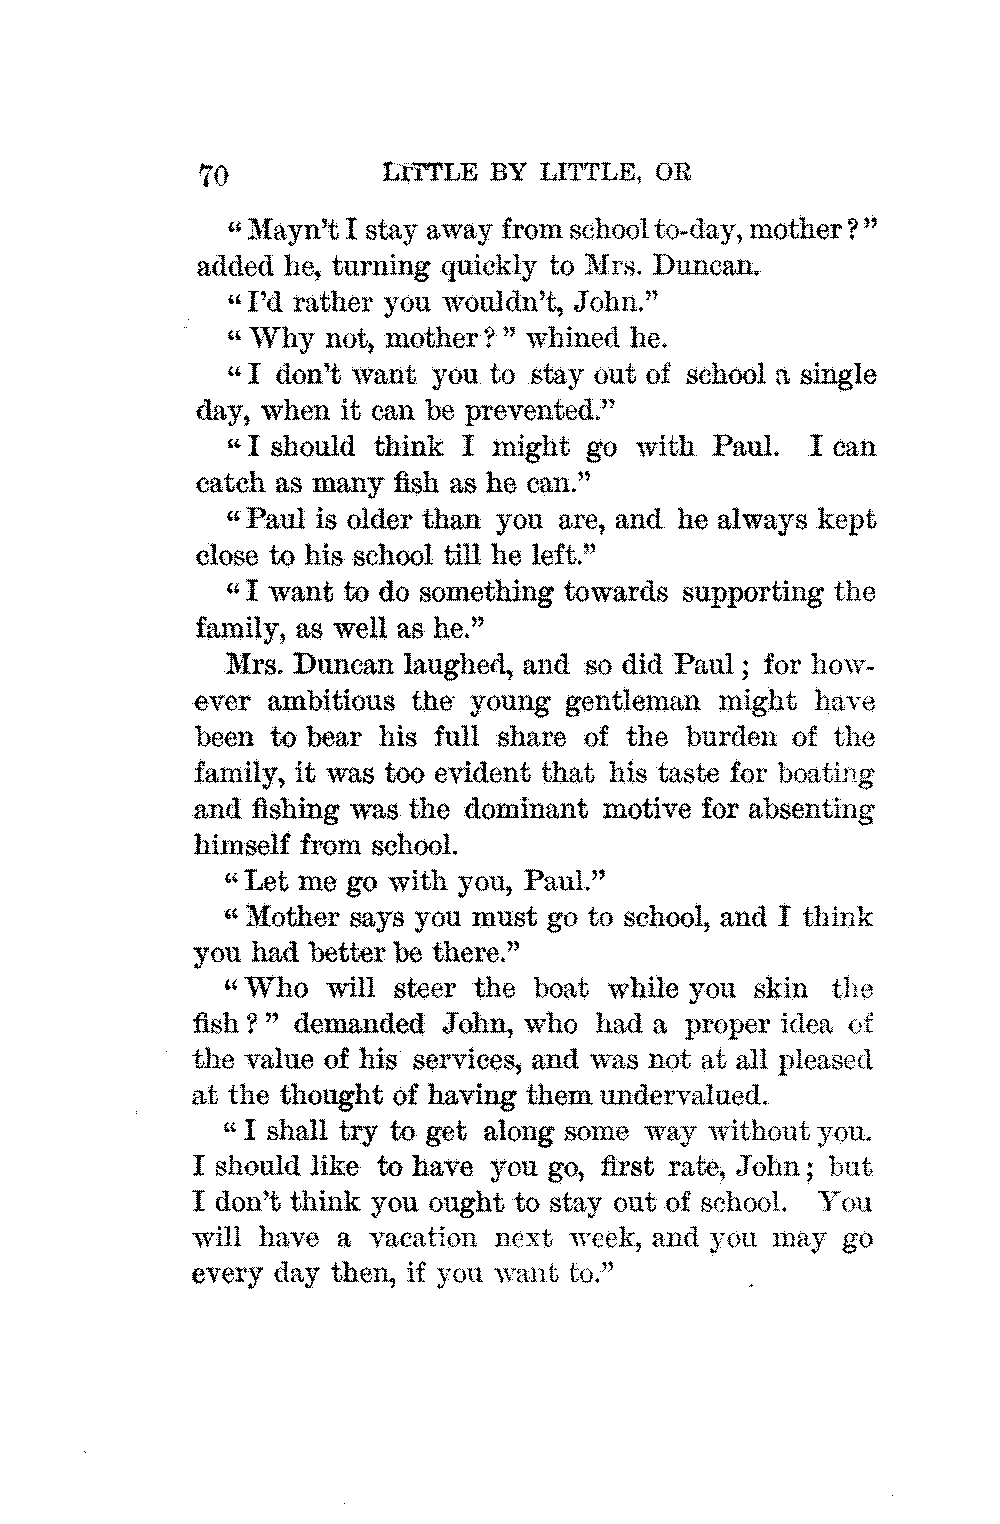 70 LITTLE BY LITTLE, OR
"Mayn't I stay away from school to-day, mother?"
added he, turning quickly to Mrs. Duncan.
"I'd rather you wouldn't, John."
"Why not, mother?" whined he.
"I don't want you to stay out of school a single
day, when it can be prevented."
"I should think I might go with Paul. I can
catch as many fish as he can."
"Paul is older than you are, and he always kept
close to his school till he left."
"I want to do something towards supporting the
family, as well as he."
Mrs. Duncan laughed, and so did Paul; for how-
ever ambitious the young gentleman might have
been to bear his full share of the burden of the
family, it was too evident that his taste for boating
and fishing was the dominant motive for absenting
himself from school.
"Let me go with you, Paul."
"Mother says you must go to school, and I think
you had better be there."
"Who will steer the boat while you skin the
fish?" demanded John, who had a proper idea of
the value of his services, and was not at all pleased
at the thought of having them undervalued.
"I shall try to get along some way without you.
I should like to have you go, first rate, John; but
I don't think you ought to stay out of school. You
will have a vacation next week, and you may go
every day then, if you want to."